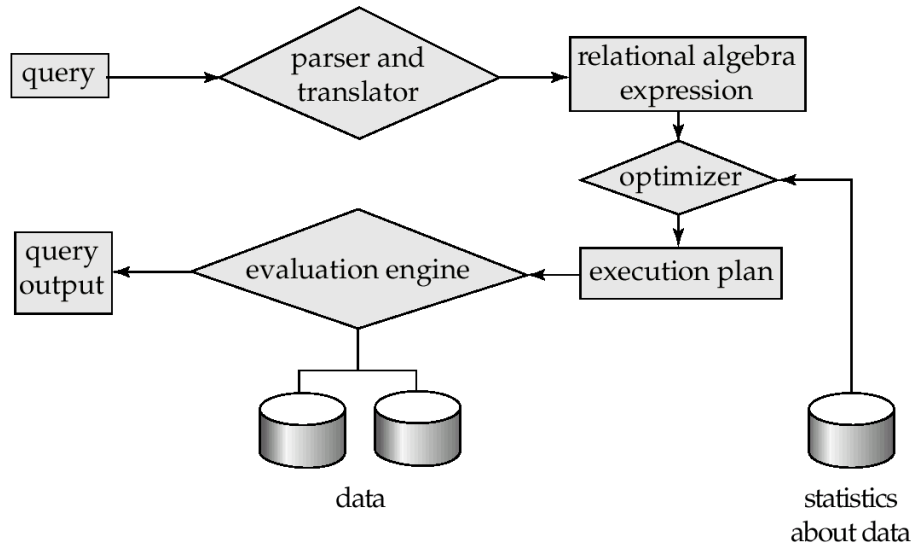 query
parser and
translator
relational algebra
expression
optimizer
query
output
evaluation engine
execution plan
data
statistics
about data